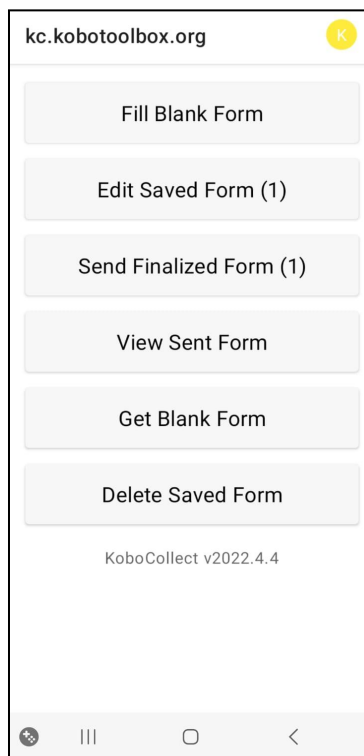 kc.kobotoolbox.org K
Fill Blank Form
Edit Saved Form (1)
Send Finalized Form (1)
View Sent Form
Get Blank Form
Delete Saved Form
KoboCollect v2022.4.4